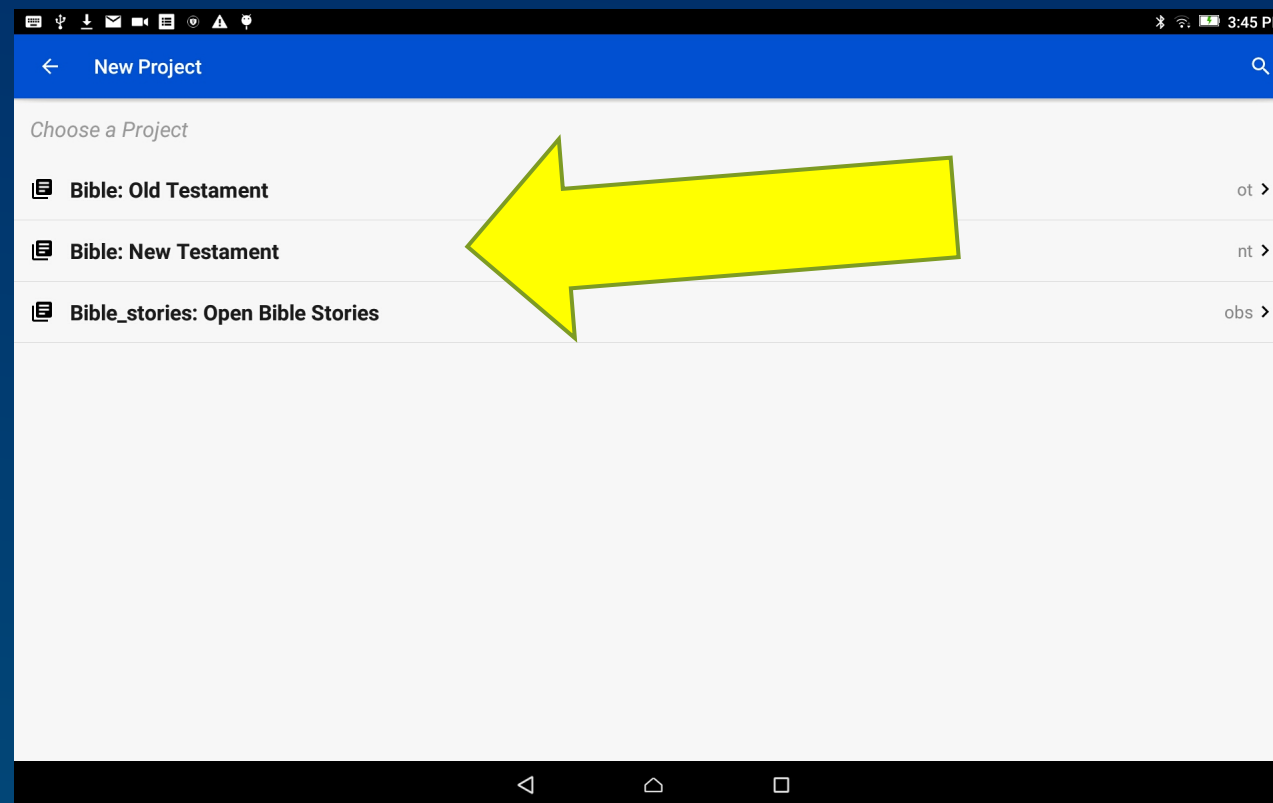 3:45 P
New Project
Choose a Project
Bible: Old Testament ot
Bible: New Testament nt
Bible_stories: Open Bible Stories obs